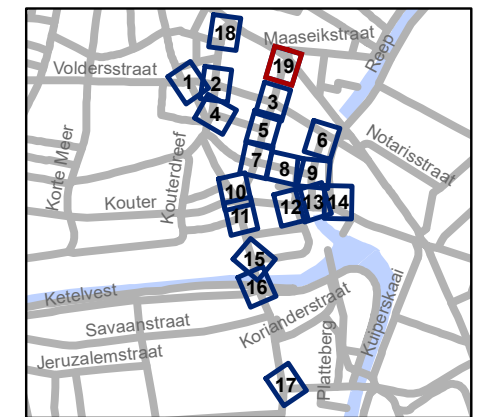 18
Maaseikstraat
Reep
19
Voldersstraat
1
2
3
4
5
6
Notarisstraat
7
8
9
Korte Meer
Kouterdreef
10
Kouter
11
12
13
14
15
Ketelvest
16
Savaanstraat
Korianderstraat
Kuiperskaai
Platteberg
Jeruzalemstraat
17